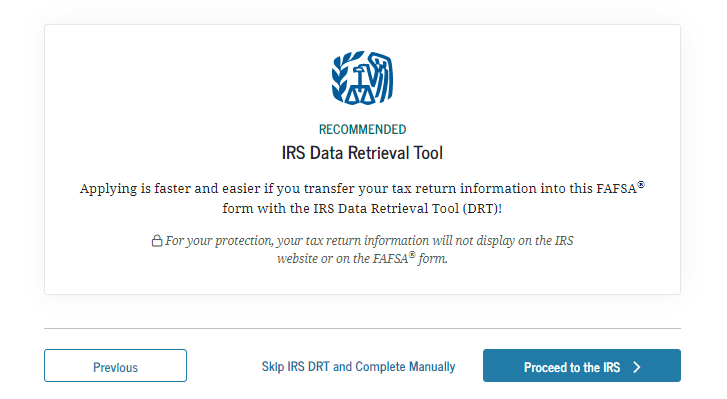 RECOMMENDED
IRS Data Retrieval Tool
Applying is faster and easier if you transfer your tax return information into this FAFSA®
form with the IRS Data Retrieval Tool (DRT)!
For your protection, your tax return information will not display on the IRS
website or on the FAFSA® form.
Previous
Skip IRS DRT and Complete Manually
Proceed to the IRS